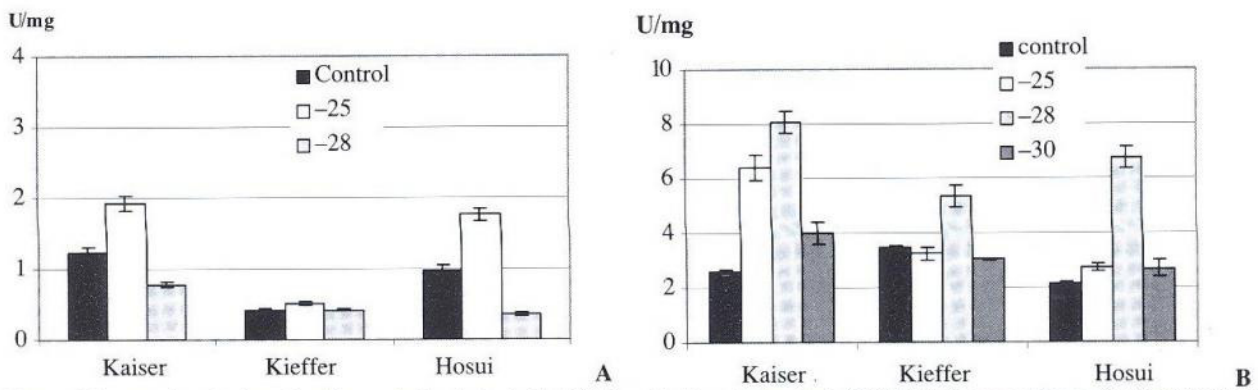 U/mg
4
3
2
1
0
Control
–25
–28
Kaiser
Kieffer
Hosui
A
U/mg
10
8
6
4
2
0
control
–25
–28
–30
Kaiser
Kieffer
Hosui
B